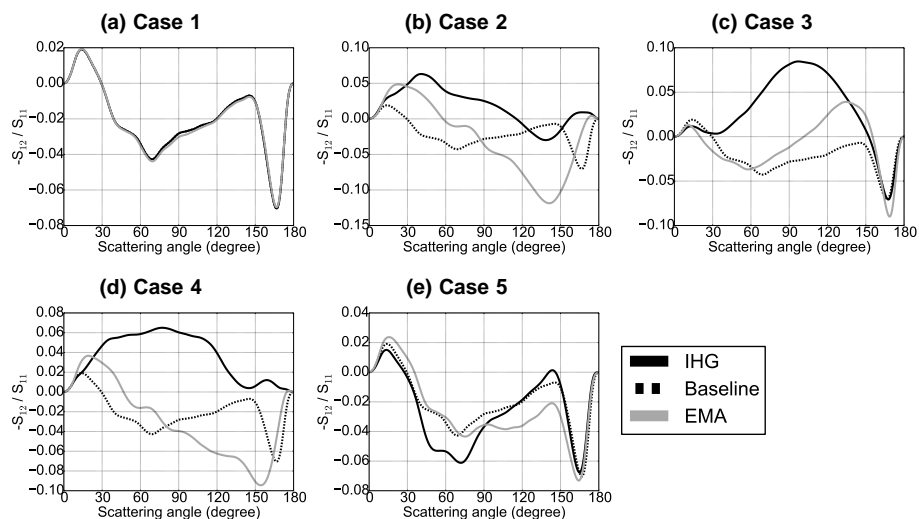 (a) Case 1
(b) Case 2
(c) Case 3
0.02
0.00
−0.02
−0.04
−0.06
−0.08
-S12 / S11
0 30 60 90 120 150 180
Scattering angle (degree)
0.10
0.05
0.00
−0.05
−0.10
−0.15
-S12 / S11
0 30 60 90 120 150 180
Scattering angle (degree)
0.10
0.05
0.00
−0.05
−0.10
-S12 / S11
0 30 60 90 120 150 180
Scattering angle (degree)
(d) Case 4
(e) Case 5
0.08
0.06
0.04
0.02
0.00
−0.02
−0.04
−0.06
−0.08
−0.10
-S12 / S11
0 30 60 90 120 150 180
Scattering angle (degree)
0.04
0.02
0.00
−0.02
−0.04
−0.06
−0.08
-S12 / S11
0 30 60 90 120 150 180
Scattering angle (degree)
IHG
Baseline
EMA